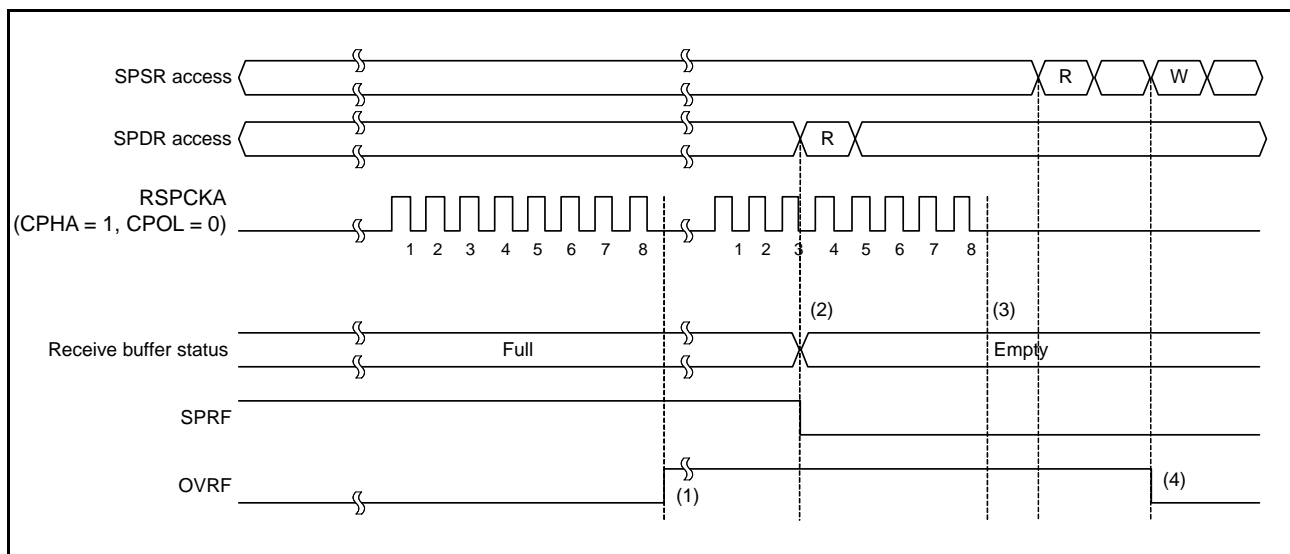 SPSR access
R
W
SPDR access
R
RSPCKA
(CPHA = 1, CPOL = 0)
1 2 3 4 5 6 7 8
1 2 3 4 5 6 7 8
(2)
(3)
Receive buffer status
Full
Empty
SPRF
OVRF
(1)
(4)